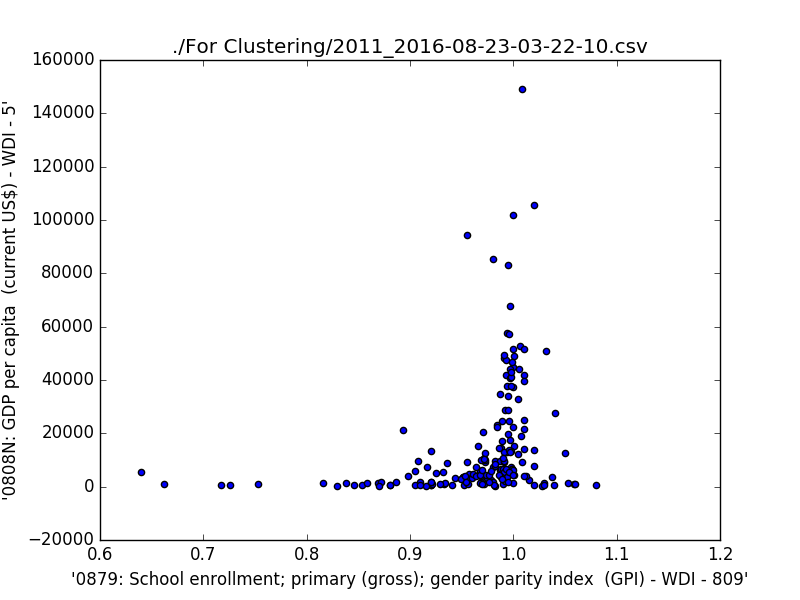 ./For Clustering/2011_2016-08-23-03-22-10.csv
160000
140000
120000
100000
80000
60000
40000
20000
0
−20000
'0808N: GDP per capita  (current US$) - WDI - 5'
0.6 0.7 0.8 0.9 1.0 1.1 1.2
'0879: School enrollment; primary (gross); gender parity index  (GPI) - WDI - 809'